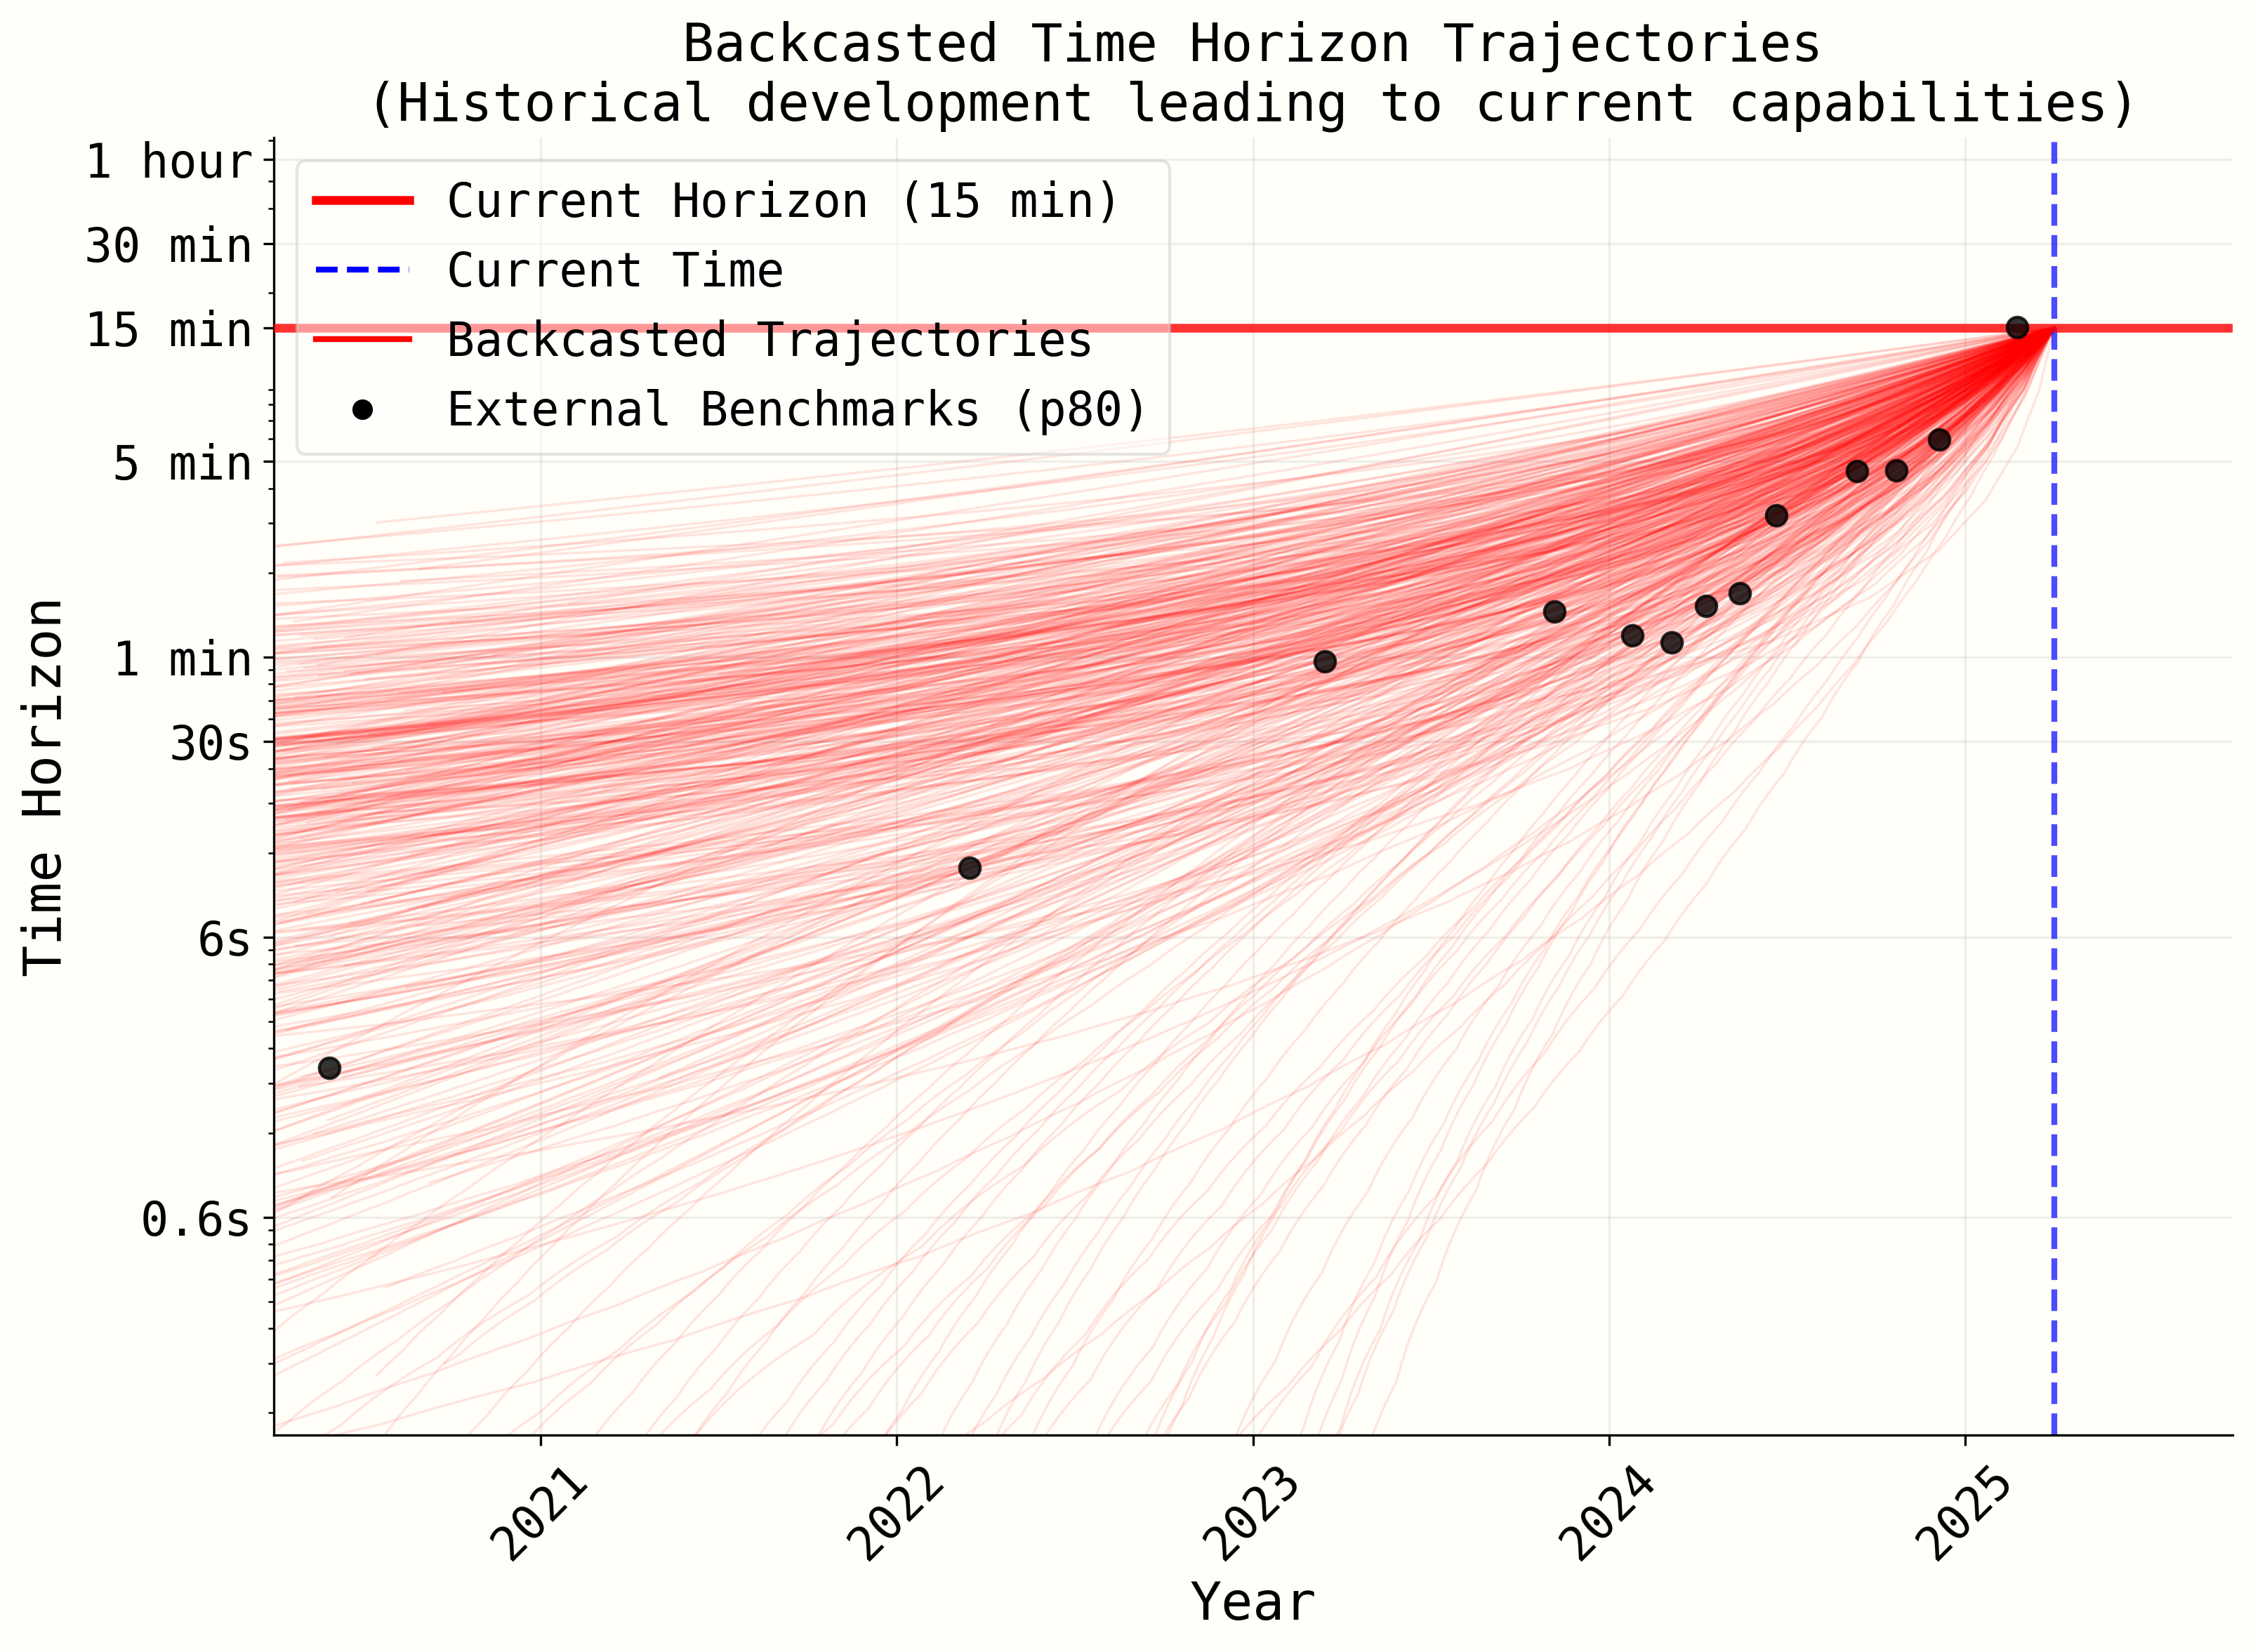 Backcasted Time Horizon Trajectories
(Historical development leading to current capabilities)
1 hour
30 min
15 min
5 min
1 min
30s
6s
0.6s
Time Horizon
Current Horizon (15 min)
Current Time
Backcasted Trajectories
External Benchmarks (p80)
2021
2022
2023
2024
2025
Year